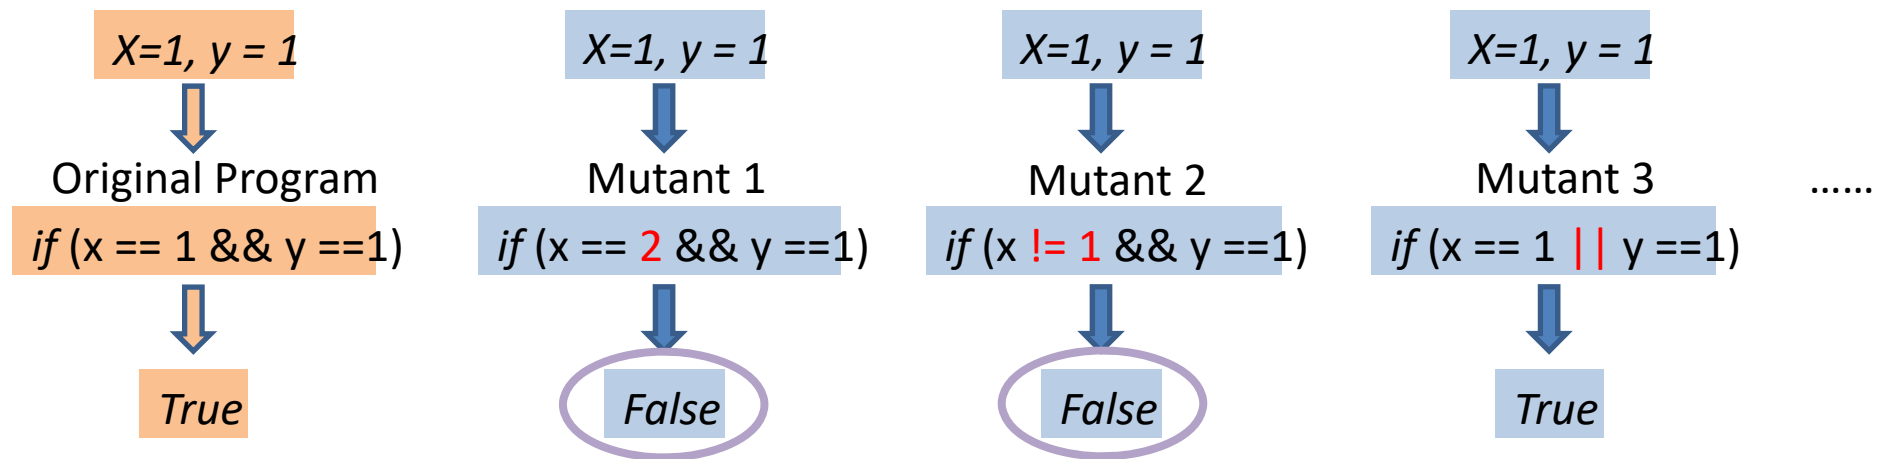 X=1, y = 1
X=1, y = 1
X=1, y = 1
X=1, y = 1
Original Program
Mutant 1
Mutant 2
Mutant 3
......
if (x == 1 && y ==1)
if (x == 2 && y ==1)
if (x != 1 && y ==1)
if (x == 1 || y ==1)
True
False
False
True